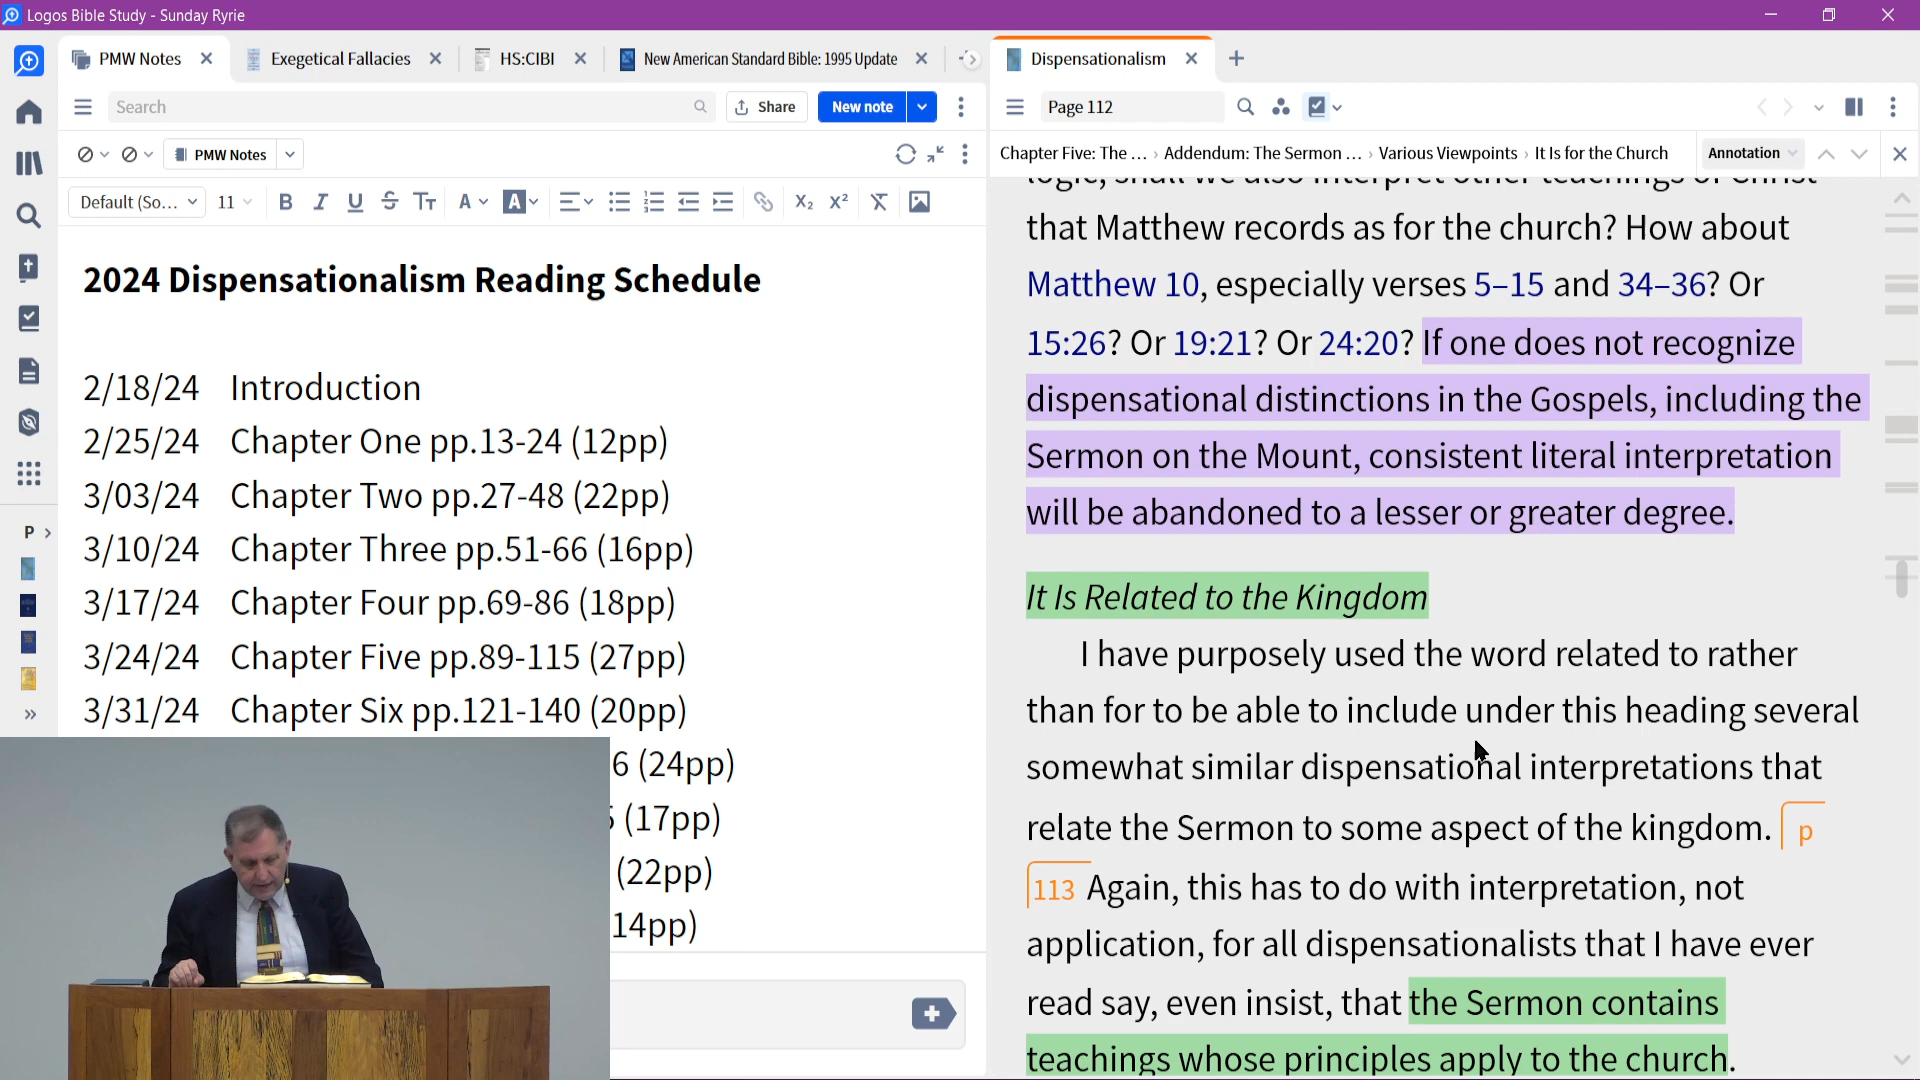 Logos Bible Study - Sunday Ryrie
PMW Notes
Exegetical Fallacies
HS:CIBI
New American Standard Bible: 1995 Update
Dispensationalism
Search
Share
New note
Page 112
PMW Notes
Chapter Five: The ... › Addendum: The Sermon ... › Various Viewpoints › It Is for the Church
Annotation
Default (So... 11
2024 Dispensationalism Reading Schedule
2/18/24 Introduction
2/25/24 Chapter One pp.13-24 (12pp)
3/03/24 Chapter Two pp.27-48 (22pp)
3/10/24 Chapter Three pp.51-66 (16pp)
3/17/24 Chapter Four pp.69-86 (18pp)
3/24/24 Chapter Five pp.89-115 (27pp)
3/31/24 Chapter Six pp.121-140 (20pp)
6 (24pp)
(17pp)
(22pp)
14pp)
P
logic, shall we also interpret other teachings of Christ
that Matthew records as for the church? How about
Matthew 10, especially verses 5–15 and 34–36? Or
15:26? Or 19:21? Or 24:20? If one does not recognize
dispensational distinctions in the Gospels, including the
Sermon on the Mount, consistent literal interpretation
will be abandoned to a lesser or greater degree.
It Is Related to the Kingdom
I have purposely used the word related to rather
than for to be able to include under this heading several
somewhat similar dispensational interpretations that
relate the Sermon to some aspect of the kingdom. p
113 Again, this has to do with interpretation, not
application, for all dispensationalists that I have ever
read say, even insist, that the Sermon contains
teachings whose principles apply to the church.